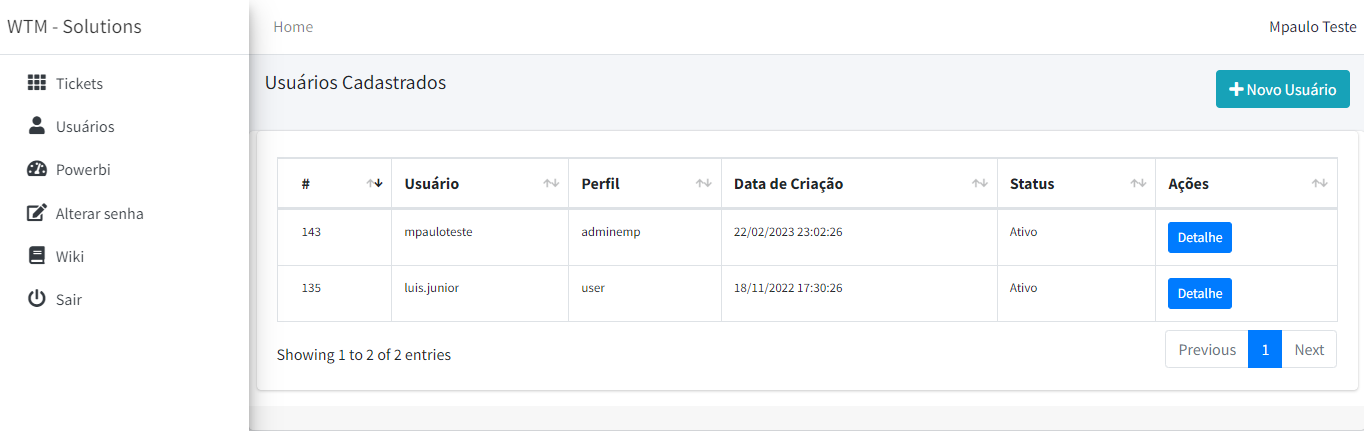 WTM - Solutions
Home
Mpaulo Teste
Tickets
Usuários
Powerbi
Alterar senha
Wiki
Sair
Usuários Cadastrados
Novo Usuário
# Usuário Perfil Data de Criação Status Ações
143 mpauloteste adminemp 22/02/2023 23:02:26 Ativo Detalhe
135 luis.junior user 18/11/2022 17:30:26 Ativo Detalhe
Showing 1 to 2 of 2 entries
Previous 1 Next